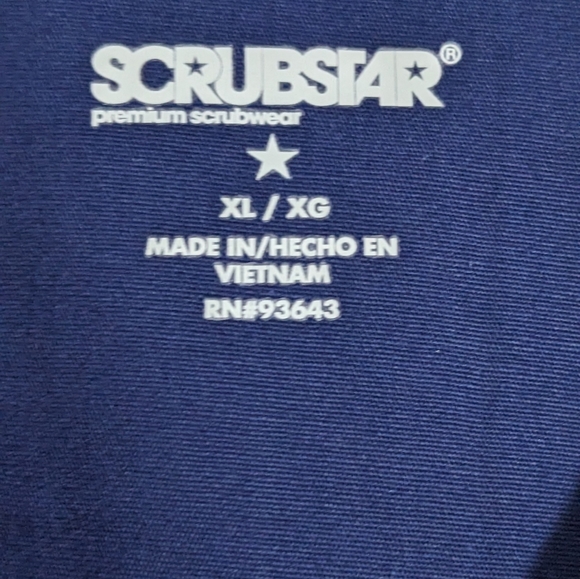 SCRUBSTAR®
premium scrubwear
XL / XG
MADE IN/HECHO EN
VIETNAM
RN#93643